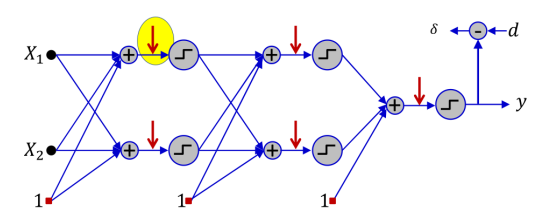 δ - d
X₁ + +
+ y
X₂ + +
1 1 1